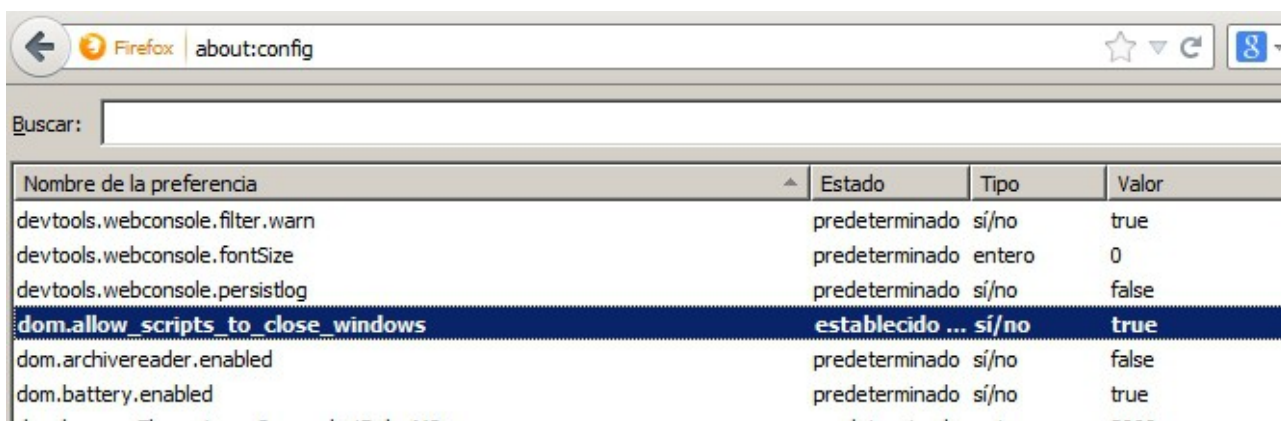 Firefox about:config
Buscar:
Nombre de la preferencia Estado Tipo Valor
devtools.webconsole.filter.warn predeterminado sí/no true
devtools.webconsole.fontSize predeterminado entero 0
devtools.webconsole.persistlog predeterminado sí/no false
dom.allow_scripts_to_close_windows establecido ... sí/no true
dom.archivereader.enabled predeterminado sí/no false
dom.battery.enabled predeterminado sí/no true